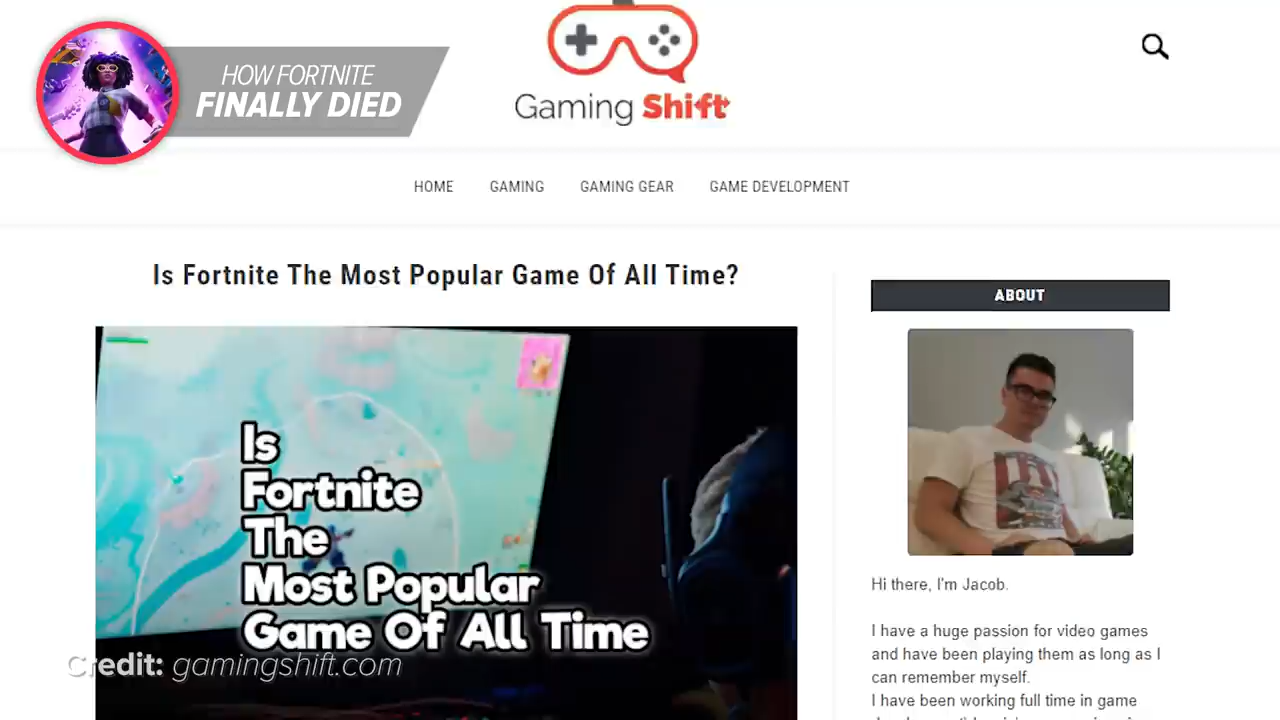 HOW FORTNITE
FINALLY DIED
Gaming Shift
HOME GAMING GAMING GEAR GAME DEVELOPMENT
Is Fortnite The Most Popular Game Of All Time?
Is
Fortnite
The
Most Popular
Game Of All Time
Credit: gamingshift.com
ABOUT
Hi there, I'm Jacob.
I have a huge passion for video games
and have been playing them as long as I
can remember myself.
I have been working full time in game